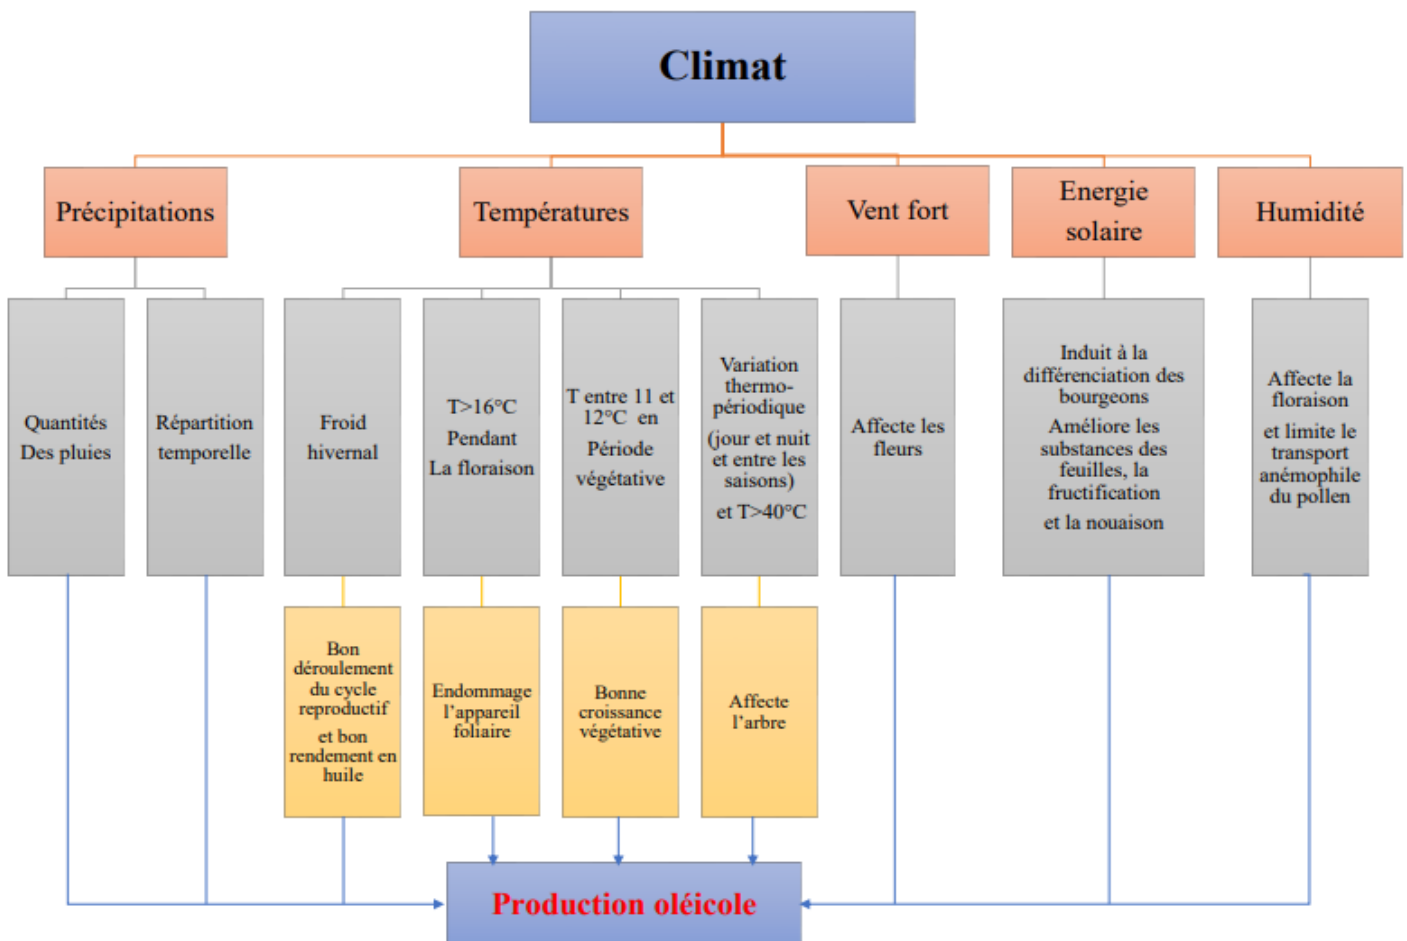 Climat
Précipitations
Températures
Vent fort
Energie
solaire
Humidité
Quantités
Des pluies
Répartition
temporelle
Froid
hivernal
T>16°C
Pendant
La floraison
T entre 11 et
12°C en
Période
végétative
Variation
thermo-
périodique
(jour et nuit
et entre les
saisons)
et T>40°C
Affecte les
fleurs
Induit à la
différenciation des
bourgeons
Améliore les
substances des
feuilles, la
fructification
et la nouaison
Affecte la
floraison
et limite le
transport
anémophile
du pollen
Bon
déroulement
du cycle
reproductif
et bon
rendement en
huile
Endommage
l’appareil
foliaire
Bonne
croissance
végétative
Affecte
l’arbre
Production oléicole